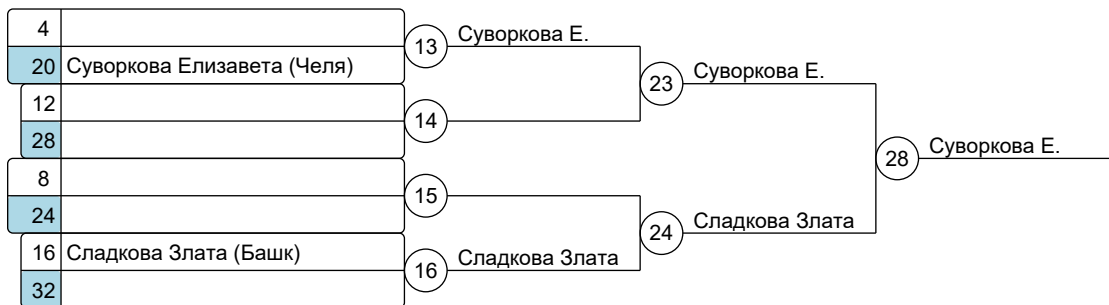 4
13 Суворкова Е.
20 Суворкова Елизавета (Челя)
23 Суворкова Е.
12
14
28
28 Суворкова Е.
8
15
24
24 Сладкова Злата
16 Сладкова Злата (Башк)
16 Сладкова Злата
32